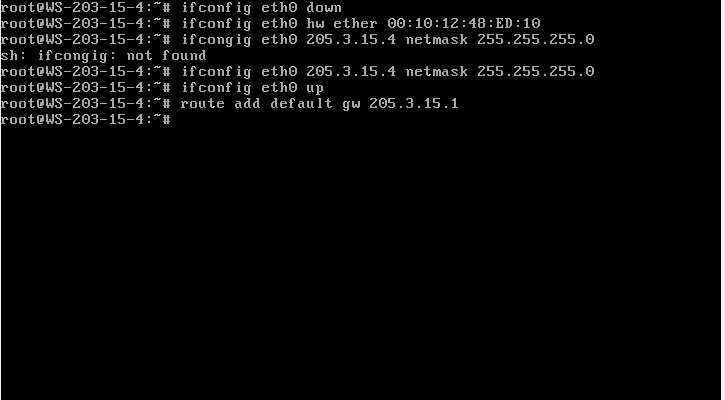 root@WS-203-15-4:~# ifconfig eth0 down
root@WS-203-15-4:~# ifconfig eth0 hw ether 00:10:12:48:ED:10
root@WS-203-15-4:~# ifcongig eth0 205.3.15.4 netmask 255.255.255.0
sh: ifcongig: not found
root@WS-203-15-4:~# ifconfig eth0 205.3.15.4 netmask 255.255.255.0
root@WS-203-15-4:~# ifconfig eth0 up
root@WS-203-15-4:~# route add default gw 205.3.15.1
root@WS-203-15-4:~#